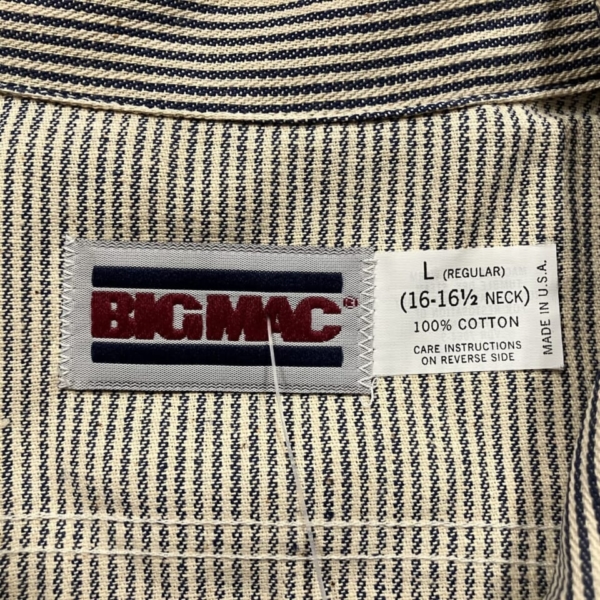 BIG MAC ®
L (REGULAR)
(16-16½ NECK)
100% COTTON
CARE INSTRUCTIONS
ON REVERSE SIDE
MADE IN U.S.A.